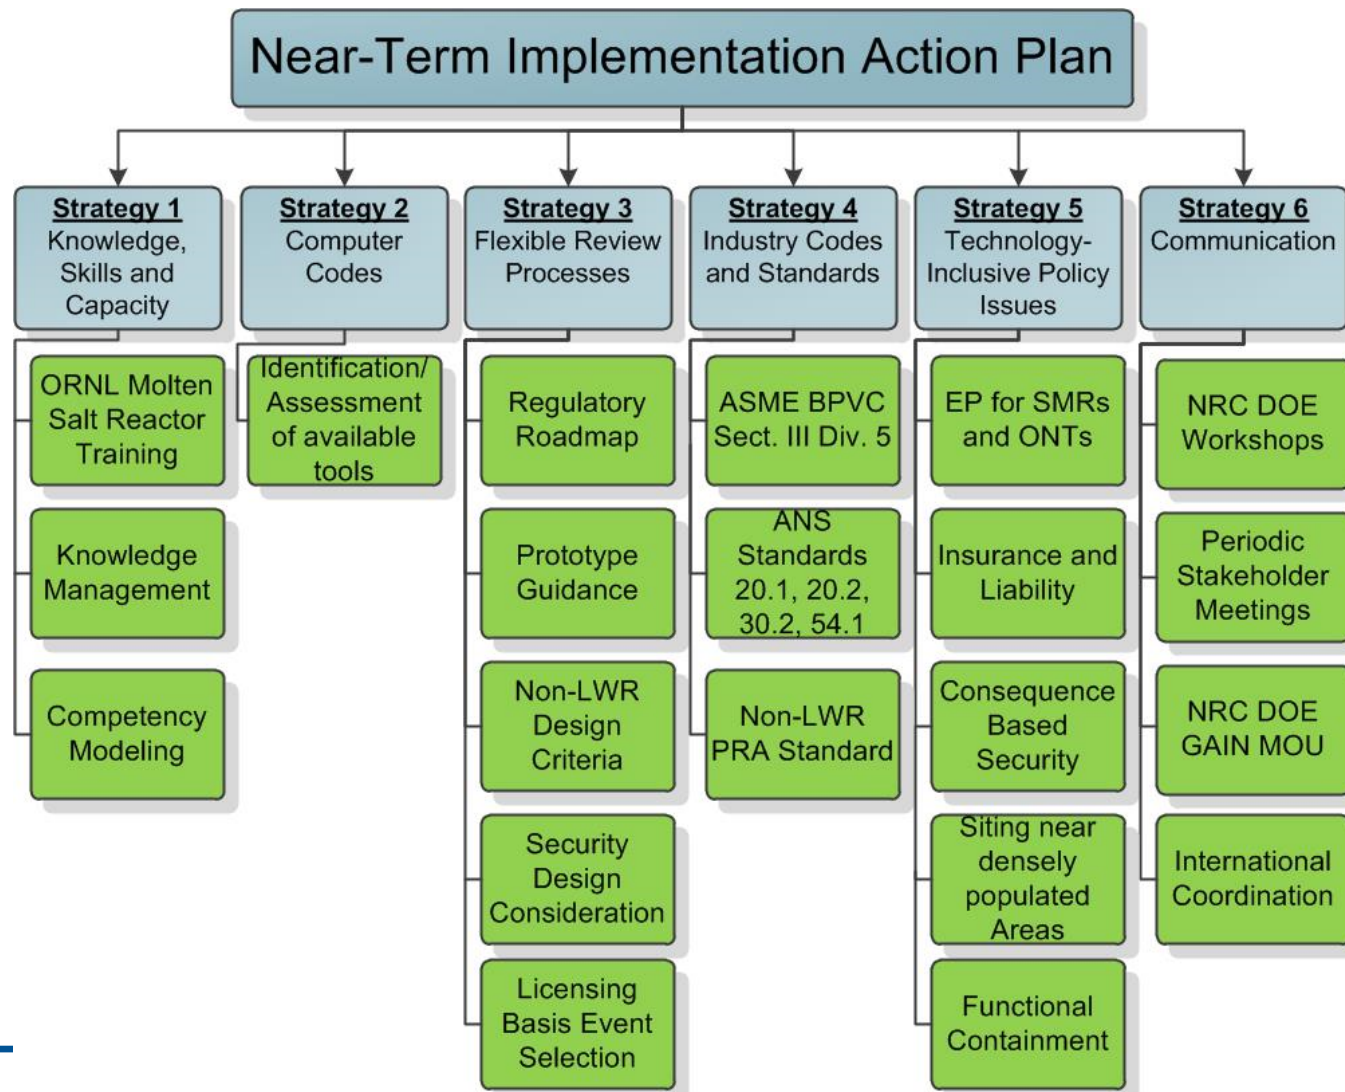 Near-Term Implementation Action Plan
Strategy 1
Knowledge,
Skills and
Capacity
ORNL Molten
Salt Reactor
Training
Knowledge
Management
Competency
Modeling
Strategy 2
Computer
Codes
Identification/
Assessment
of available
tools
Strategy 3
Flexible Review
Processes
Regulatory
Roadmap
Prototype
Guidance
Non-LWR
Design
Criteria
Security
Design
Consideration
Licensing
Basis Event
Selection
Strategy 4
Industry Codes
and Standards
ASME BPVC
Sect. III Div. 5
ANS
Standards
20.1, 20.2,
30.2, 54.1
Non-LWR
PRA Standard
Strategy 5
Technology-
Inclusive Policy
Issues
EP for SMRs
and ONTs
Insurance and
Liability
Consequence
Based
Security
Siting near
densely
populated
Areas
Functional
Containment
Strategy 6
Communication
NRC DOE
Workshops
Periodic
Stakeholder
Meetings
NRC DOE
GAIN MOU
International
Coordination